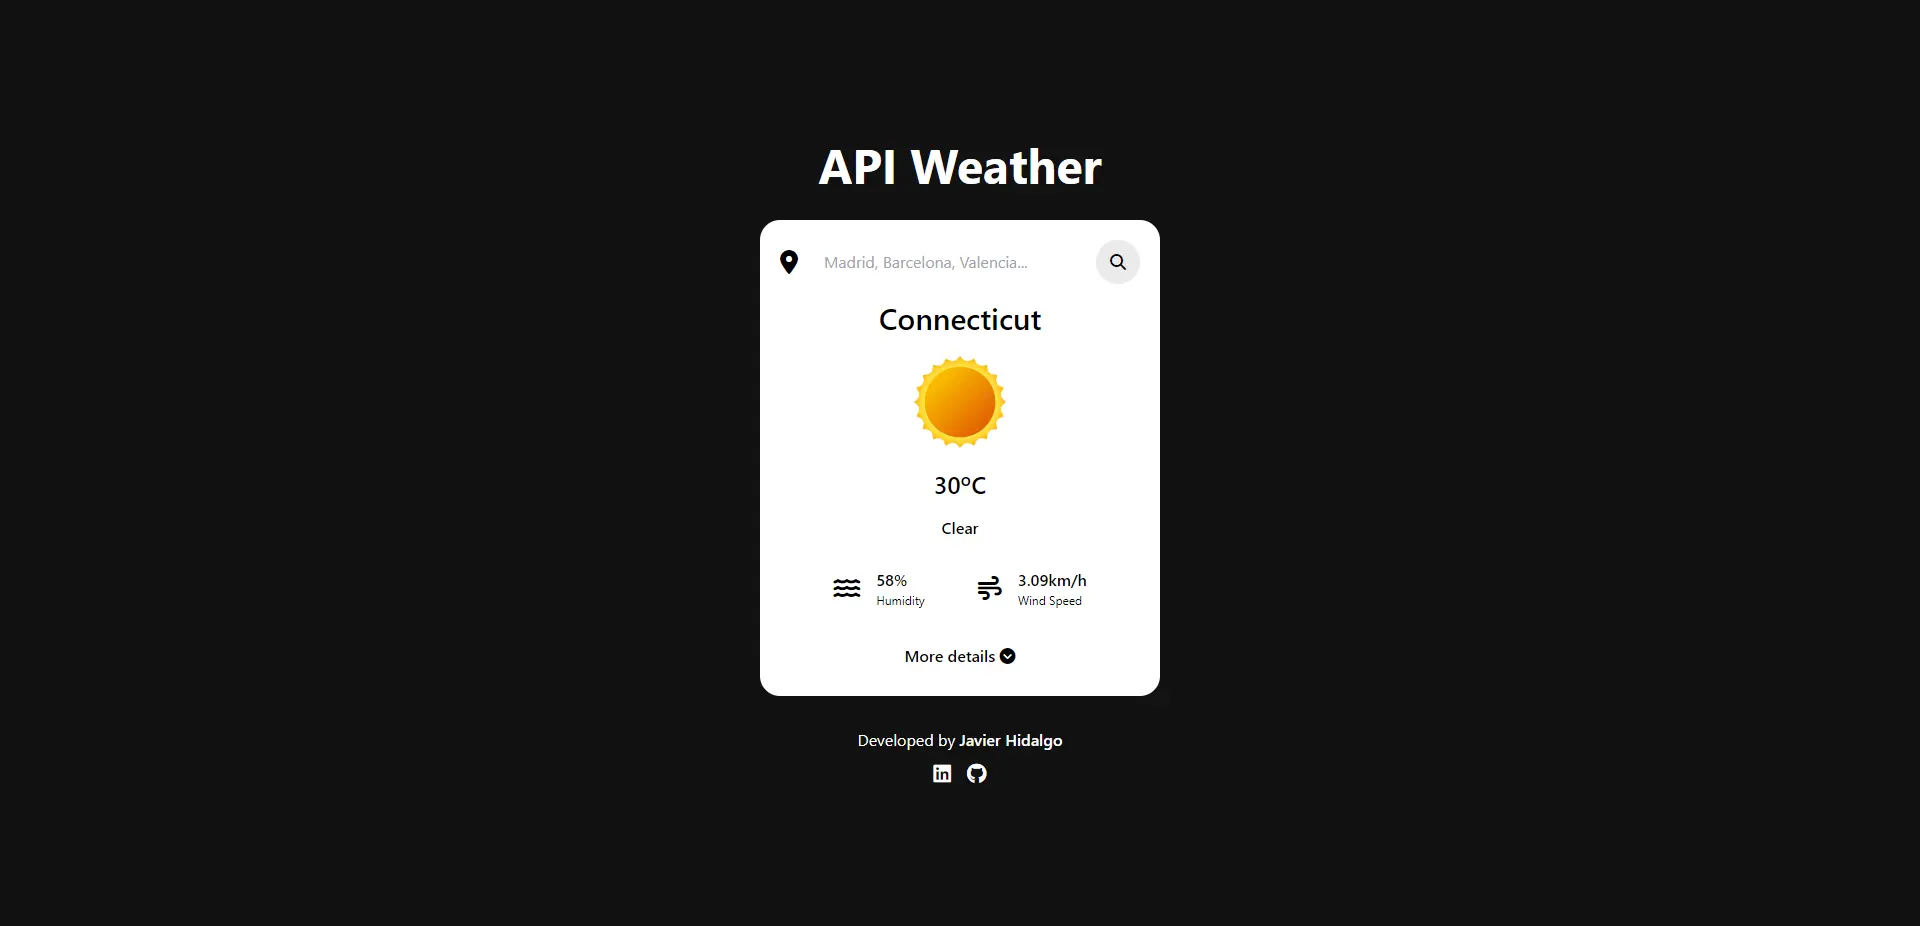 API Weather
Madrid, Barcelona, Valencia...
Connecticut
30ºC
Clear
58%
Humidity
3.09km/h
Wind Speed
More details
Developed by Javier Hidalgo